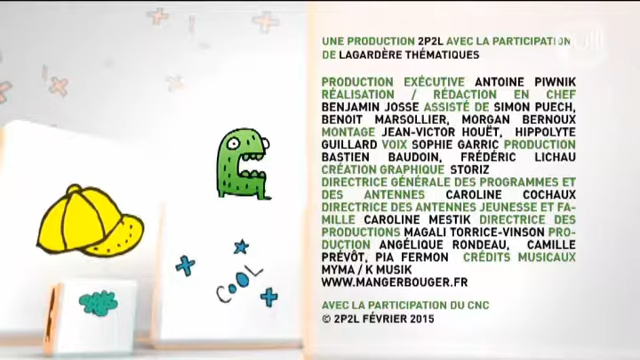 UNE PRODUCTION 2P2L AVEC LA PARTICIPATION
DE LAGARDÈRE THÉMATIQUES
PRODUCTION EXÉCUTIVE ANTOINE PIWNIK
RÉALISATION / RÉDACTION EN CHEF
BENJAMIN JOSSE ASSISTÉ DE SIMON PUECH,
BENOIT MARSOLLIER, MORGAN BERNOUX
MONTAGE JEAN-VICTOR HOUËT, HIPPOLYTE
GUILLARD VOIX SOPHIE GARRIC PRODUCTION
BASTIEN BAUDOIN, FRÉDÉRIC LICHAU
CRÉATION GRAPHIQUE STORIZ
DIRECTRICE GÉNÉRALE DES PROGRAMMES ET
DES ANTENNES CAROLINE COCHAUX
DIRECTRICE DES ANTENNES JEUNESSE ET FA-
MILLE CAROLINE MESTIK DIRECTRICE DES
PRODUCTIONS MAGALI TORRICE-VINSON PRO-
DUCTION ANGÉLIQUE RONDEAU, CAMILLE
PRÉVÔT, PIA FERMON CRÉDITS MUSICAUX
MYMA / K MUSIK
WWW.MANGERBOUGER.FR
AVEC LA PARTICIPATION DU CNC
© 2P2L FÉVRIER 2015
COOL